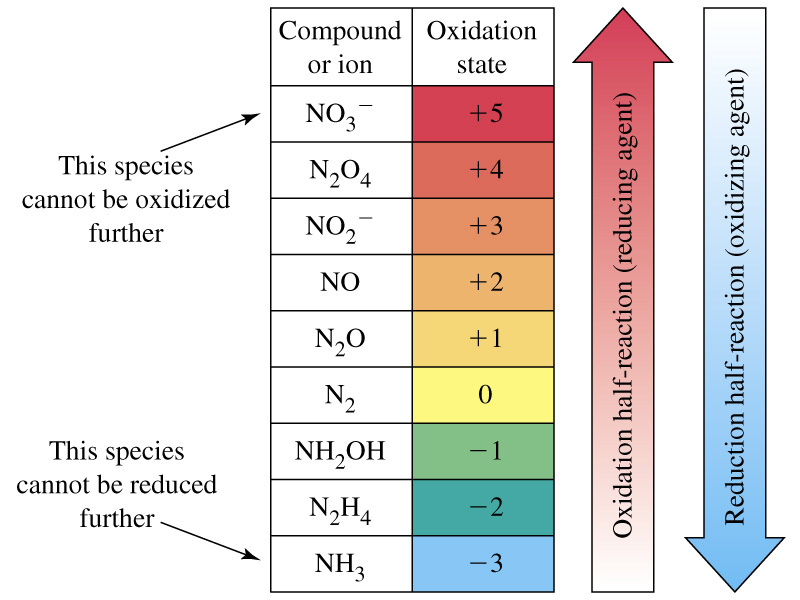 Compound
or ion
Oxidation
state
NO₃⁻
+5
This species
cannot be oxidized
further
N₂O₄
+4
NO₂⁻
+3
NO
+2
N₂O
+1
N₂
0
This species
cannot be reduced
further
NH₂OH
−1
N₂H₄
−2
NH₃
−3
Oxidation half-reaction (reducing agent)
Reduction half-reaction (oxidizing agent)